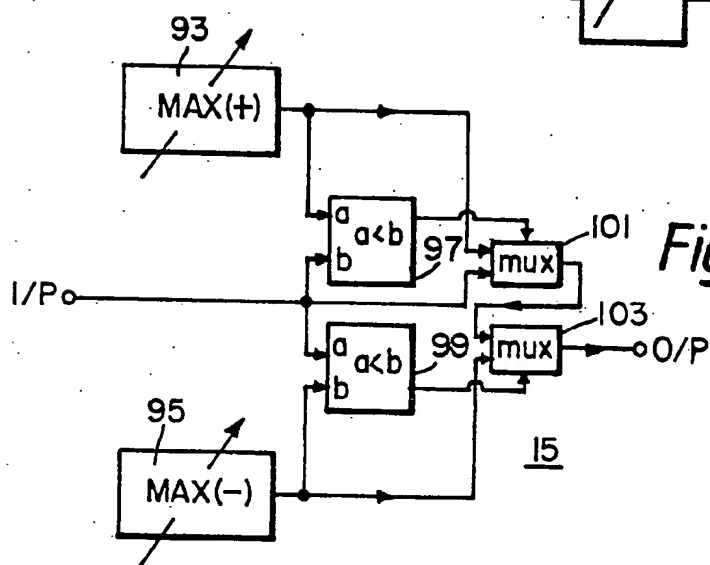 93
MAX(+)
a
a<b
b
97
mux
101
Fig
I/P
a
a<b
b
99
mux
103
O/P
95
MAX(-)
15